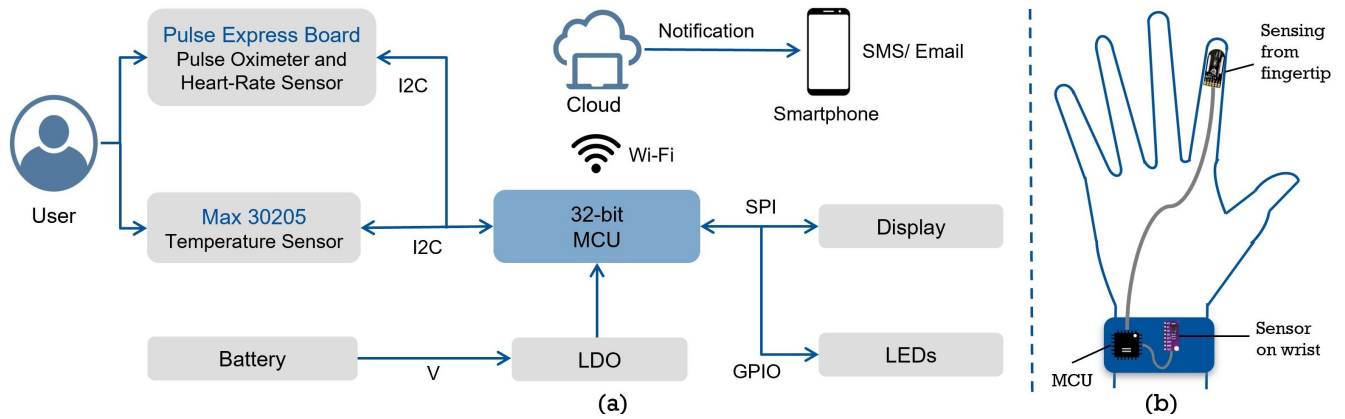 Pulse Express Board
Pulse Oximeter and
Heart-Rate Sensor
I2C
User
Max 30205
Temperature Sensor
I2C
Cloud
Notification
SMS/ Email
Smartphone
Wi-Fi
32-bit
MCU
SPI
Display
Battery
V
LDO
GPIO
LEDs
(a)
Sensing
from
fingertip
Sensor
on wrist
MCU
(b)